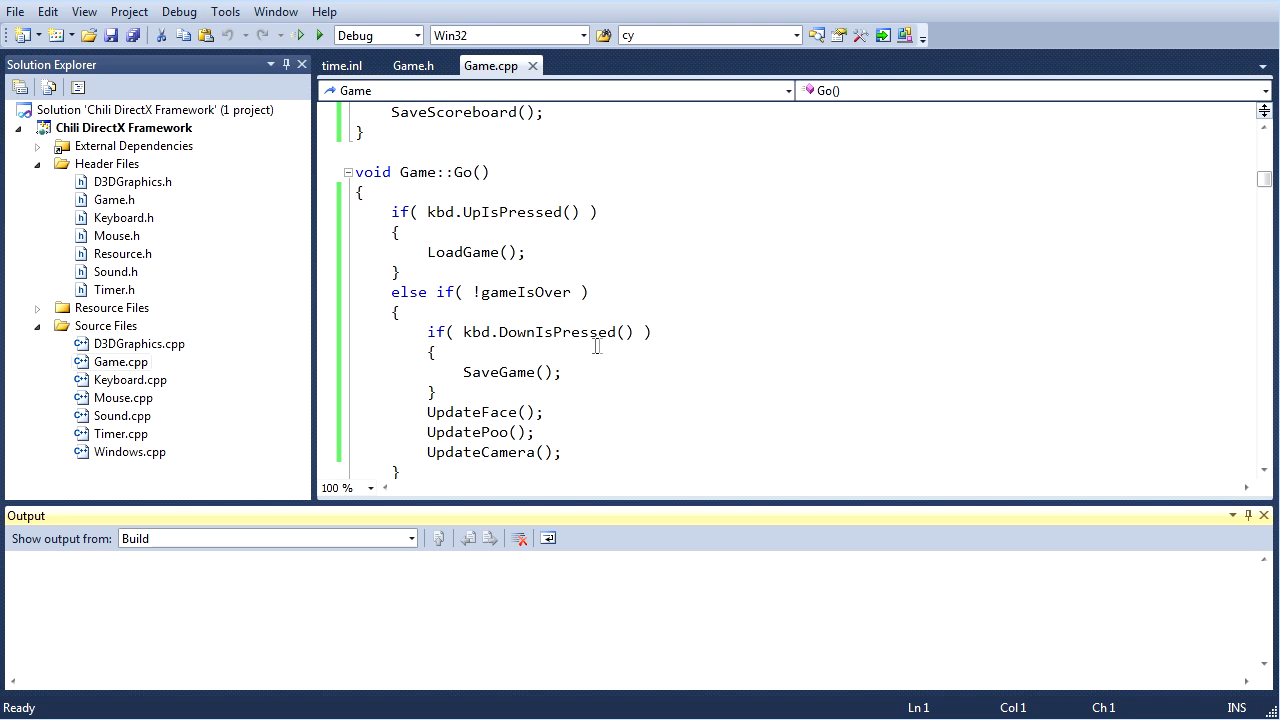 File Edit View Project Debug Tools Window Help
Debug Win32 cy
Solution Explorer
time.inl Game.h Game.cpp
Game Go()
Solution 'Chili DirectX Framework' (1 project)
Chili DirectX Framework
External Dependencies
Header Files
D3DGraphics.h
Game.h
Keyboard.h
Mouse.h
Resource.h
Sound.h
Timer.h
Resource Files
Source Files
D3DGraphics.cpp
Game.cpp
Keyboard.cpp
Mouse.cpp
Sound.cpp
Timer.cpp
Windows.cpp
SaveScoreboard();
}
void Game::Go()
{
if( kbd.UpIsPressed() )
{
LoadGame();
}
else if( !gameIsOver )
{
if( kbd.DownIsPressed() )
{
SaveGame();
}
UpdateFace();
UpdatePoo();
UpdateCamera();
}
100 %
Output
Show output from: Build
Ready Ln 1 Col 1 Ch 1 INS